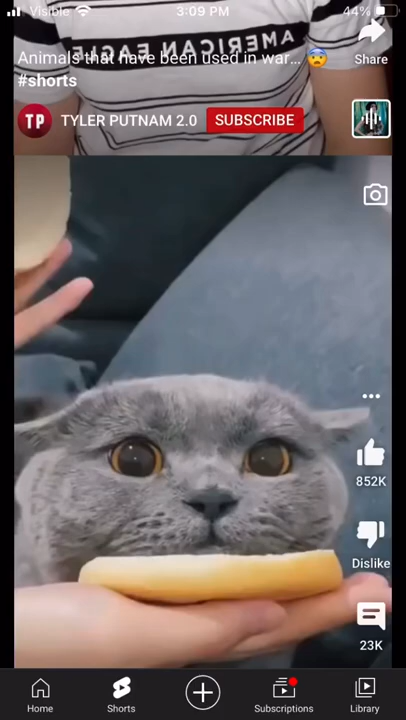 Visible
3:09 PM
44%
AMERICAN EAGLE
Animals that have been used in war... 😨
Share
#shorts
TP
TYLER PUTNAM 2.0
SUBSCRIBE
852K
Dislike
23K
Home
Shorts
Subscriptions
Library